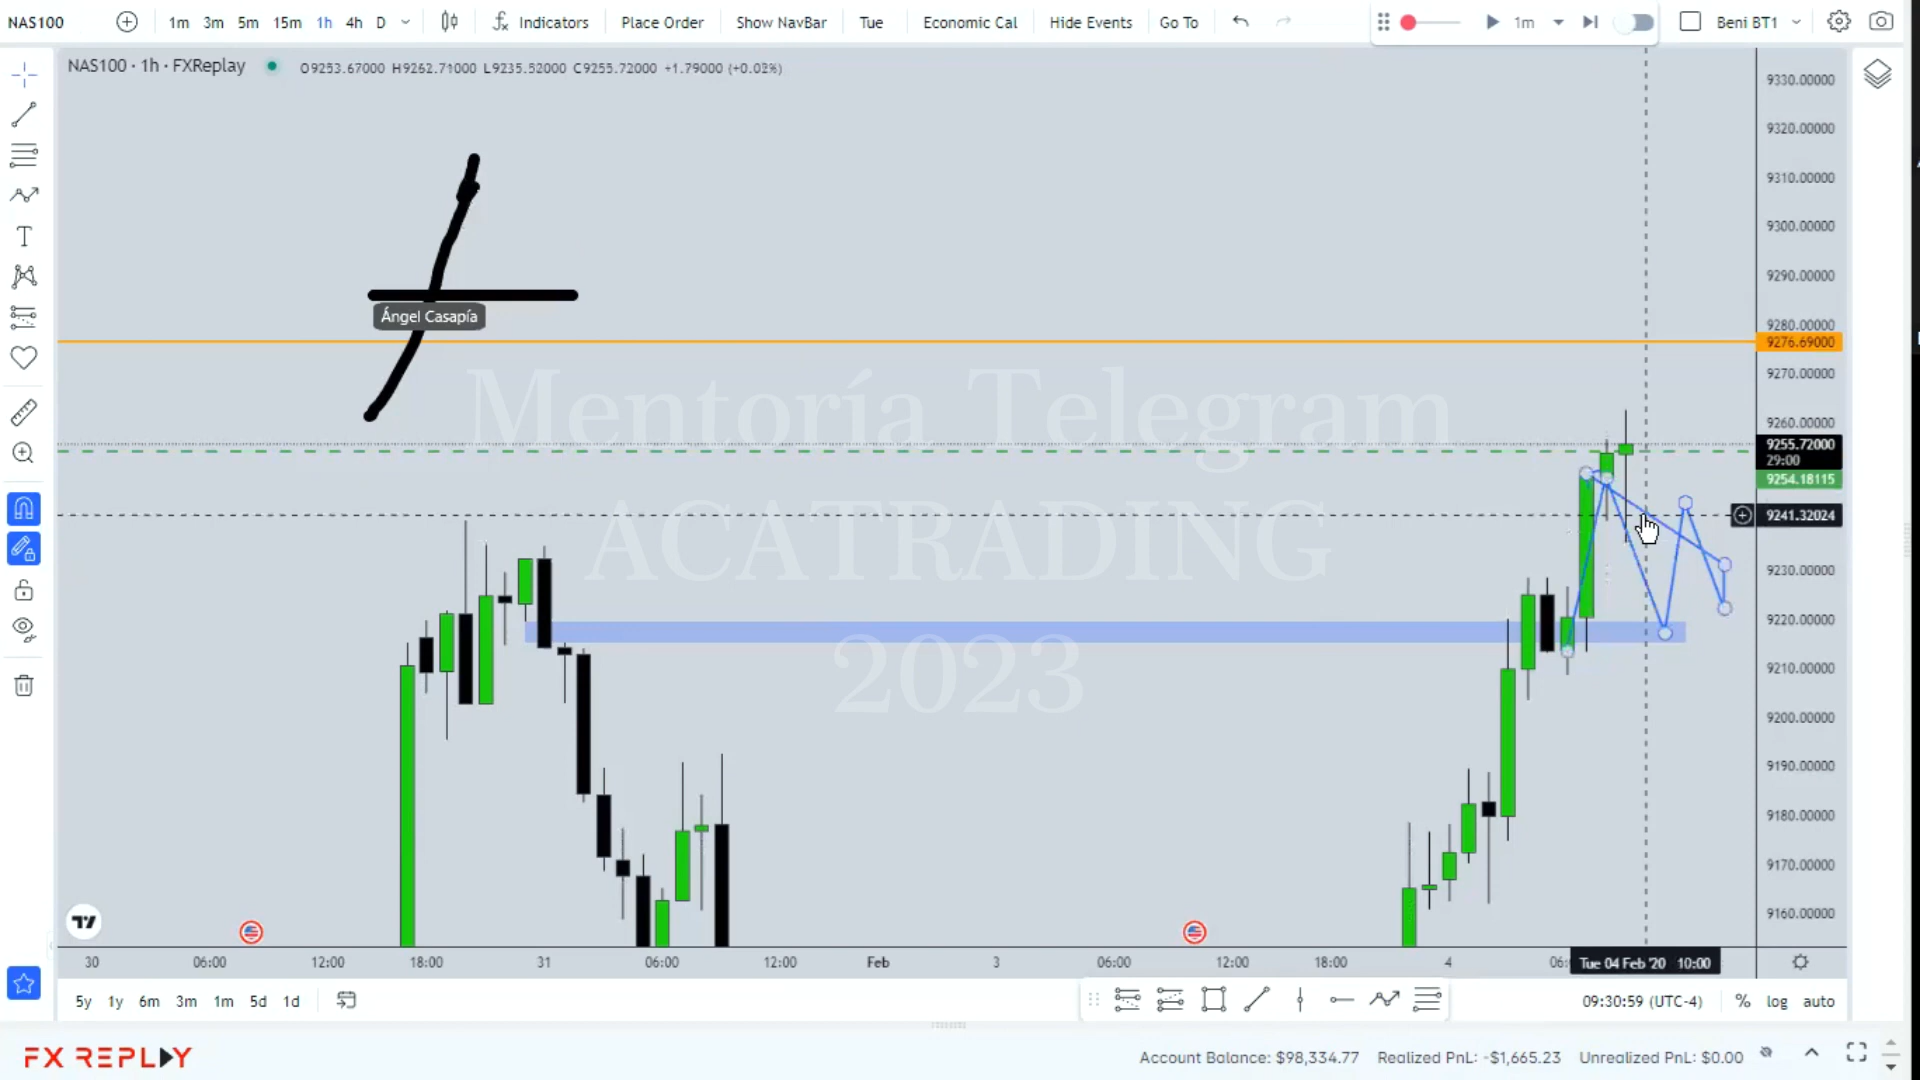 NAS100 1m 3m 5m 15m 1h 4h D Indicators Place Order Show NavBar Tue Economic Cal Hide Events Go To 1m Beni BT1
NAS100 · 1h · FXReplay O9253.67000 H9262.71000 L9235.52000 C9255.72000 +1.79000 (+0.02%)
9330.00000
9320.00000
9310.00000
9300.00000
9290.00000
Ángel Casapía
9280.00000
9276.69000
9270.00000
Mentoría Telegram
9260.00000
9255.72000
29:00
9254.18115
ACATRADING
9241.32024
9230.00000
9220.00000
2023
9210.00000
9200.00000
9190.00000
9180.00000
9170.00000
9160.00000
30 06:00 12:00 18:00 31 06:00 12:00 Feb 3 06:00 12:00 18:00 4 Tue 04 Feb '20 10:00
5y 1y 6m 3m 1m 5d 1d 09:30:59 (UTC-4) % log auto
FX REPLAY Account Balance: $98,334.77 Realized PnL: -$1,665.23 Unrealized PnL: $0.00